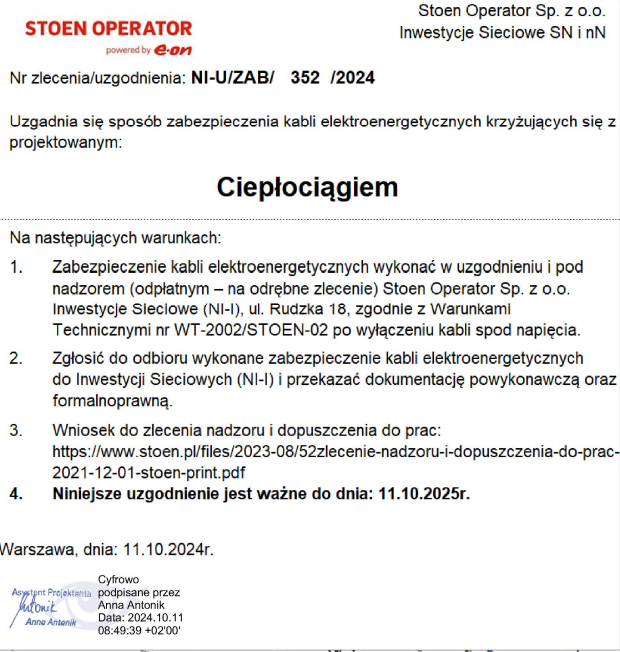 STOEN OPERATOR
powered by e·on
Stoen Operator Sp. z o.o.
Inwestycje Sieciowe SN i nN
Nr zlecenia/uzgodnienia: NI-U/ZAB/ 352 /2024
Uzgadnia się sposób zabezpieczenia kabli elektroenergetycznych krzyżujących się z
projektowanym:
Ciepłociągiem
Na następujących warunkach:
1. Zabezpieczenie kabli elektroenergetycznych wykonać w uzgodnieniu i pod
nadzorem (odpłatnym – na odrębne zlecenie) Stoen Operator Sp. z o.o.
Inwestycje Sieciowe (NI-I), ul. Rudzka 18, zgodnie z Warunkami
Technicznymi nr WT-2002/STOEN-02 po wyłączeniu kabli spod napięcia.
2. Zgłosić do odbioru wykonane zabezpieczenie kabli elektroenergetycznych
do Inwestycji Sieciowych (NI-I) i przekazać dokumentację powykonawczą oraz
formalnoprawną.
3. Wniosek do zlecenia nadzoru i dopuszczenia do prac:
https://www.stoen.pl/files/2023-08/52zlecenie-nadzoru-i-dopuszczenia-do-prac-
2021-12-01-stoen-print.pdf
4. Niniejsze uzgodnienie jest ważne do dnia: 11.10.2025r.
Warszawa, dnia: 11.10.2024r.
Asystent Projektanta
Antonik
Anna Antonik
Cyfrowo
podpisane przez
Anna Antonik
Data: 2024.10.11
08:49:39 +02'00'